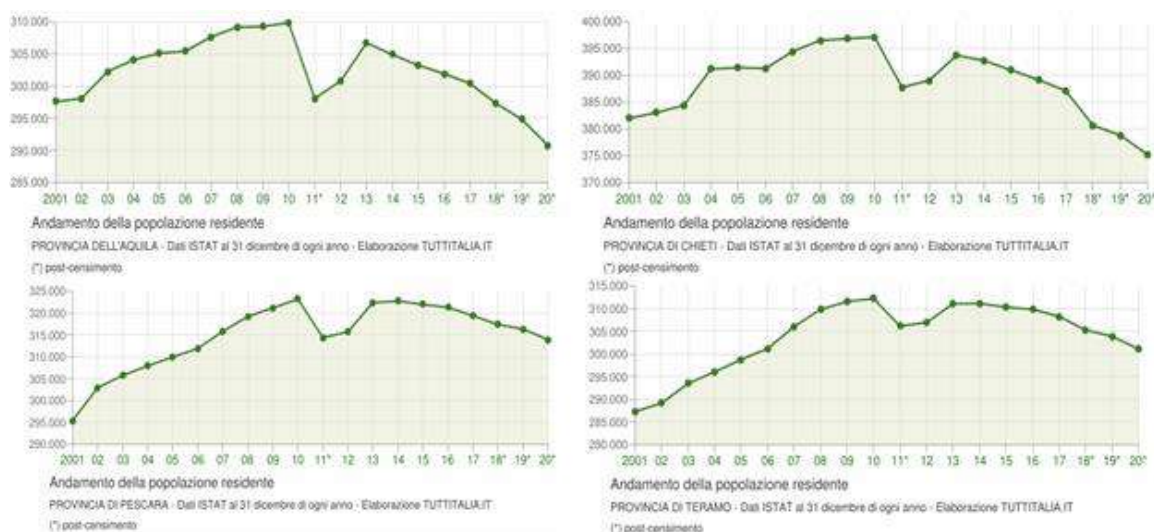 310.000
305.000
300.000
295.000
290.000
285.000
2001 02 03 04 05 06 07 08 09 10 11* 12 13 14 15 16 17 18* 19* 20*
Andamento della popolazione residente
PROVINCIA DELL'AQUILA - Dati ISTAT al 31 dicembre di ogni anno - Elaborazione TUTTITALIA.IT
(*) post-censimento
400.000
395.000
390.000
385.000
380.000
375.000
370.000
2001 02 03 04 05 06 07 08 09 10 11* 12 13 14 15 16 17 18* 19* 20*
Andamento della popolazione residente
PROVINCIA DI CHIETI - Dati ISTAT al 31 dicembre di ogni anno - Elaborazione TUTTITALIA.IT
(*) post-censimento
325.000
320.000
315.000
310.000
305.000
300.000
295.000
290.000
2001 02 03 04 05 06 07 08 09 10 11* 12 13 14 15 16 17 18* 19* 20*
Andamento della popolazione residente
PROVINCIA DI PESCARA - Dati ISTAT al 31 dicembre di ogni anno - Elaborazione TUTTITALIA.IT
(*) post-censimento
315.000
310.000
305.000
300.000
295.000
290.000
285.000
280.000
2001 02 03 04 05 06 07 08 09 10 11* 12 13 14 15 16 17 18* 19* 20*
Andamento della popolazione residente
PROVINCIA DI TERAMO - Dati ISTAT al 31 dicembre di ogni anno - Elaborazione TUTTITALIA.IT
(*) post-censimento